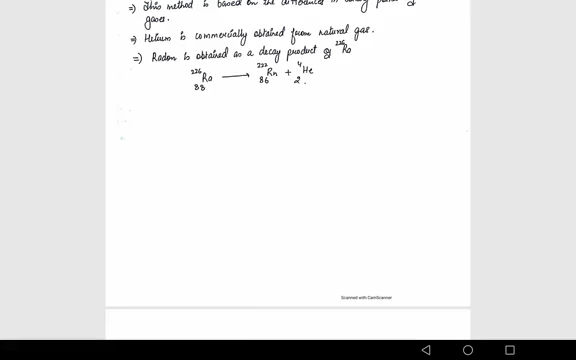 ⇒ This method is based on the difference in boiling points of
gases.
⇒ Helium is commercially obtained from natural gas.
⇒ Radon is obtained as a decay product of ²²⁶Ra
²²⁶₈₈Ra ⟶ ²²²₈₆Rn + ⁴₂He.
Scanned with CamScanner